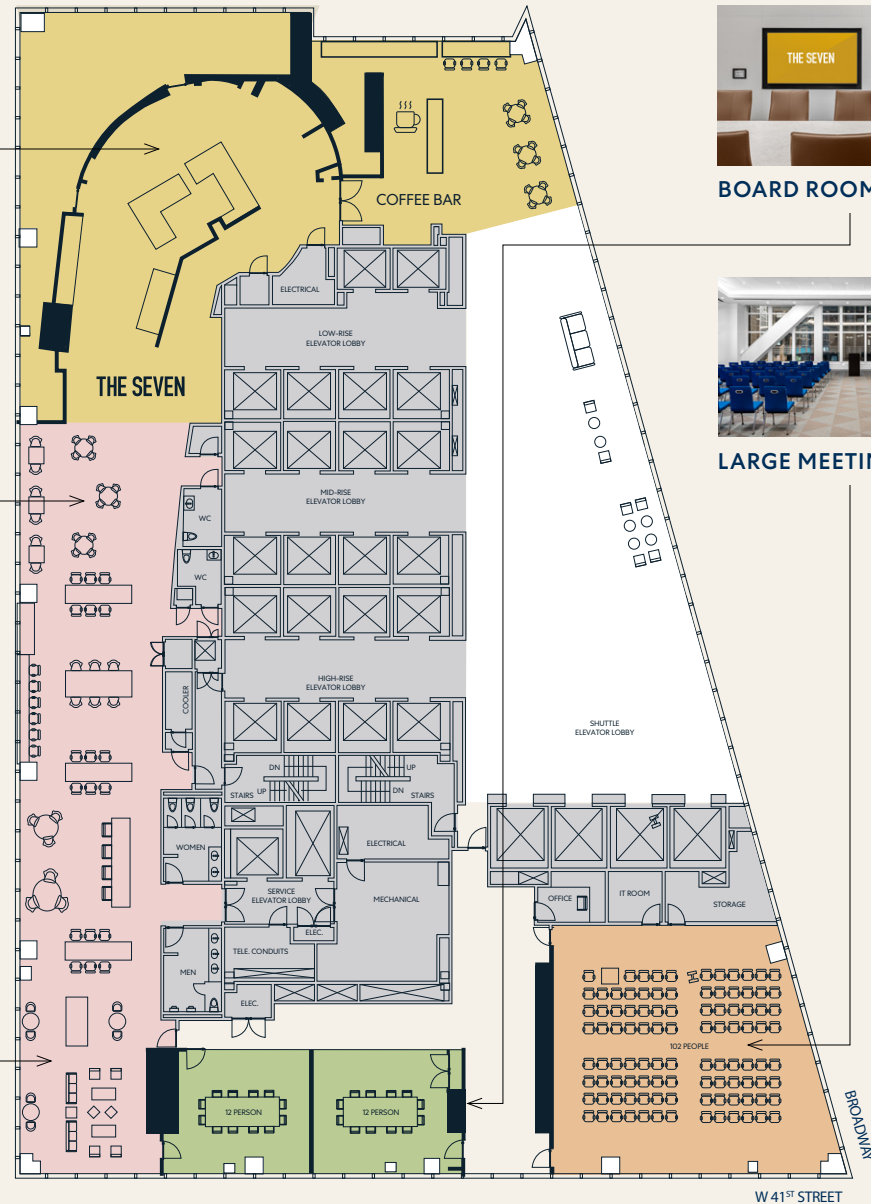 THE SEVEN
BOARD ROOM
COFFEE BAR
ELECTRICAL
LOW-RISE
ELEVATOR LOBBY
THE SEVEN
LARGE MEETIN
MID-RISE
ELEVATOR LOBBY
WC
WC
HIGH-RISE
ELEVATOR LOBBY
COOLER
SHUTTLE
ELEVATOR LOBBY
DN
UP
STAIRS
UP
DN
STAIRS
WOMEN
ELECTRICAL
SERVICE
ELEVATOR LOBBY
MECHANICAL
OFFICE
IT ROOM
STORAGE
ELEC.
TELE. CONDUITS
MEN
ELEC.
102 PEOPLE
12 PERSON
12 PERSON
BROADWAY
W 41ST STREET